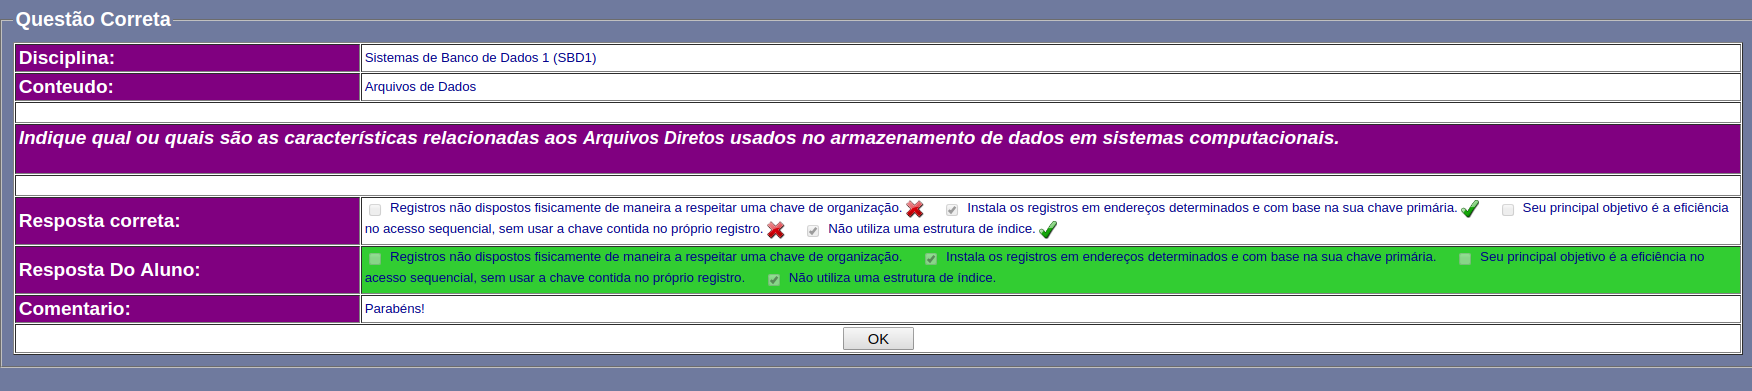 Questão Correta
Disciplina: Sistemas de Banco de Dados 1 (SBD1)
Conteudo: Arquivos de Dados
Indique qual ou quais são as características relacionadas aos Arquivos Diretos usados no armazenamento de dados em sistemas computacionais.
Resposta correta: Registros não dispostos fisicamente de maneira a respeitar uma chave de organização. Instala os registros em endereços determinados e com base na sua chave primária. Seu principal objetivo é a eficiência
no acesso sequencial, sem usar a chave contida no próprio registro. Não utiliza uma estrutura de índice.
Resposta Do Aluno: Registros não dispostos fisicamente de maneira a respeitar uma chave de organização. Instala os registros em endereços determinados e com base na sua chave primária. Seu principal objetivo é a eficiência no
acesso sequencial, sem usar a chave contida no próprio registro. Não utiliza uma estrutura de índice.
Comentario: Parabéns!
OK